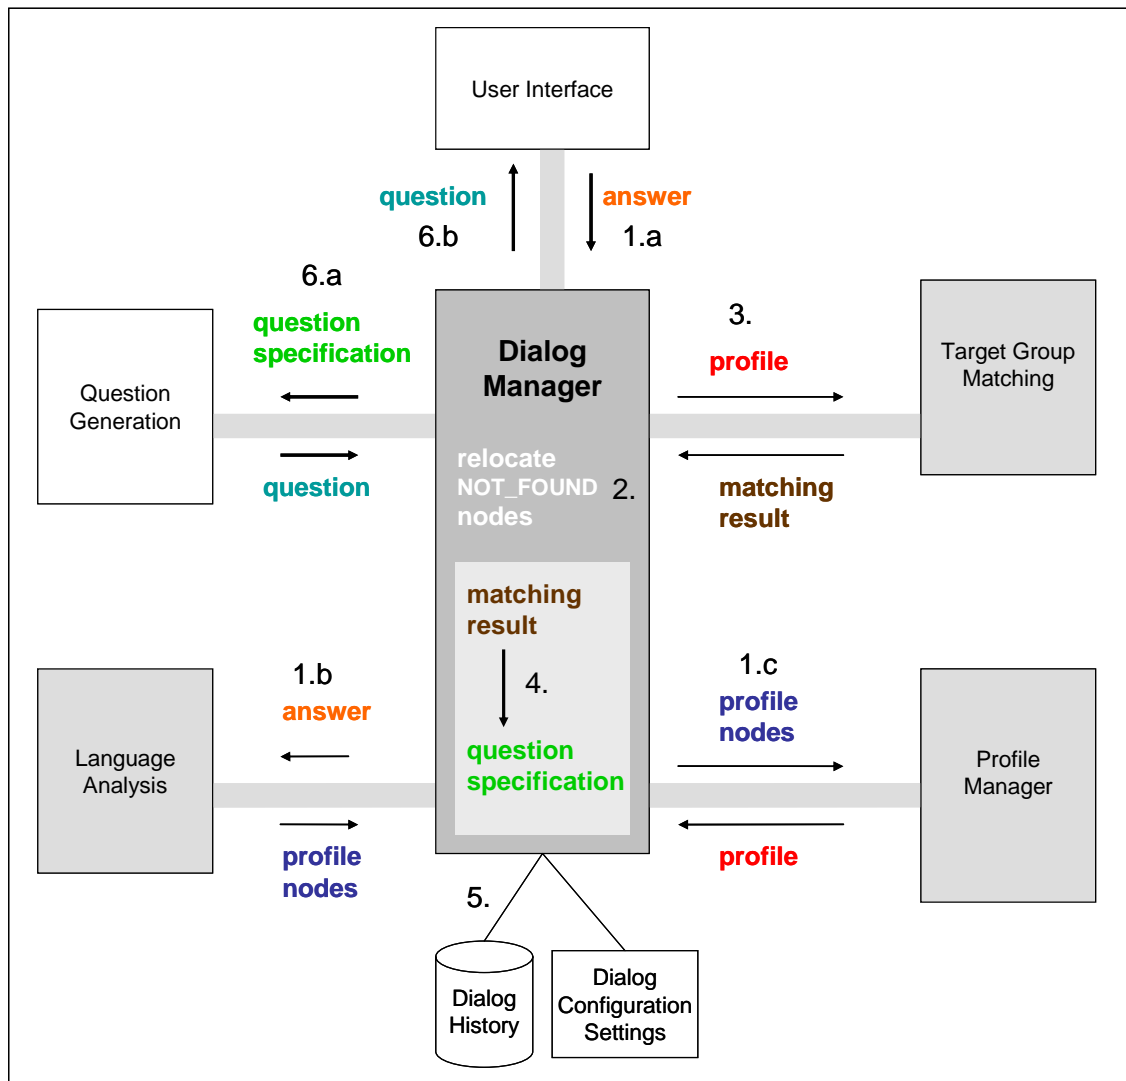 User Interface
question
6.b
answer
1.a
6.a
question
specification
Question
Generation
question
Dialog
Manager
relocate
NOT_FOUND
nodes
2.
3.
profile
Target Group
Matching
matching
result
matching
result
4.
question
specification
1.b
answer
Language
Analysis
profile
nodes
1.c
profile
nodes
Profile
Manager
profile
5.
Dialog
History
Dialog
Configuration
Settings